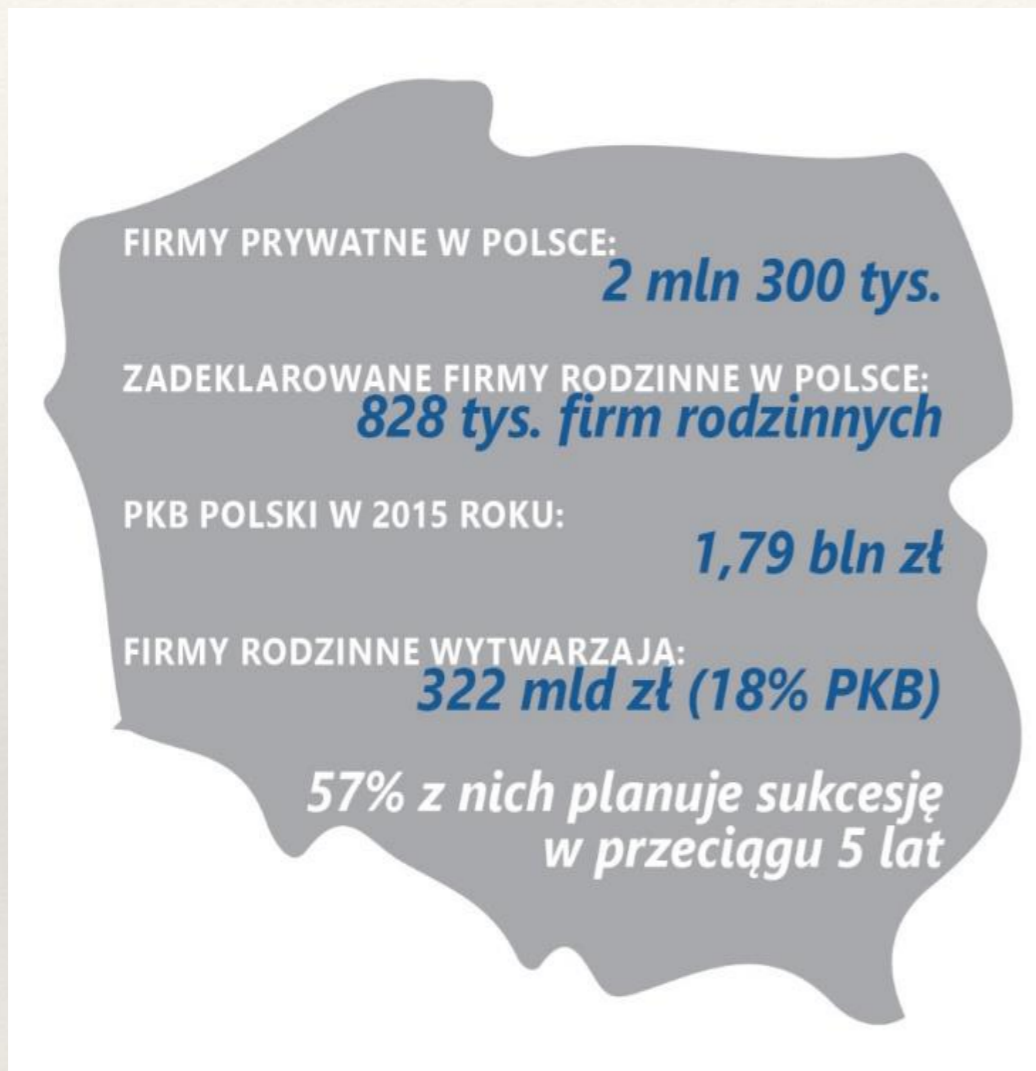 FIRMY PRYWATNE W POLSCE:
2 mln 300 tys.
ZADEKLAROWANE FIRMY RODZINNE W POLSCE:
828 tys. firm rodzinnych
PKB POLSKI W 2015 ROKU:
1,79 bln zł
FIRMY RODZINNE WYTWARZAJĄ:
322 mld zł (18% PKB)
57% z nich planuje sukcesję
w przeciągu 5 lat